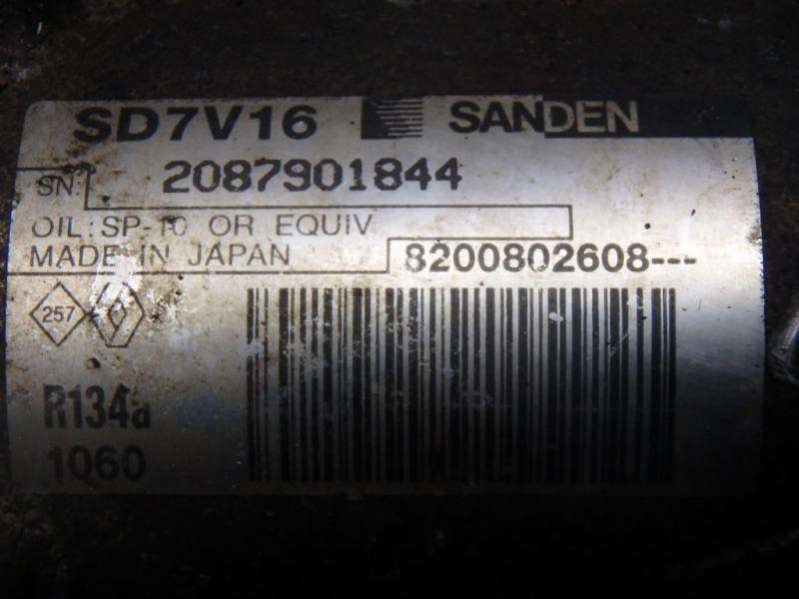 SD7V16 SANDEN
SN: 2087901844
OIL: SP-10 OR EQUIV
MADE IN JAPAN 8200802608---
257
R134a
1060